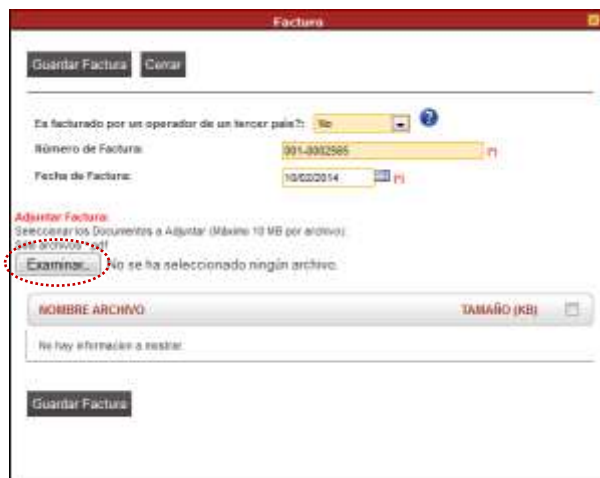 Factura
Guardar Factura Cerrar
Es facturado por un operador de un tercer país?: No
Número de Factura: 001-0002565 (*)
Fecha de Factura: 10/02/2014 (*)
Adjuntar Factura:
Seleccionar los Documentos a Adjuntar (Máximo 10 MB por archivo)
archivos
Examinar... No se ha seleccionado ningún archivo.
NOMBRE ARCHIVO TAMAÑO (KB)
No hay información a mostrar.
Guardar Factura